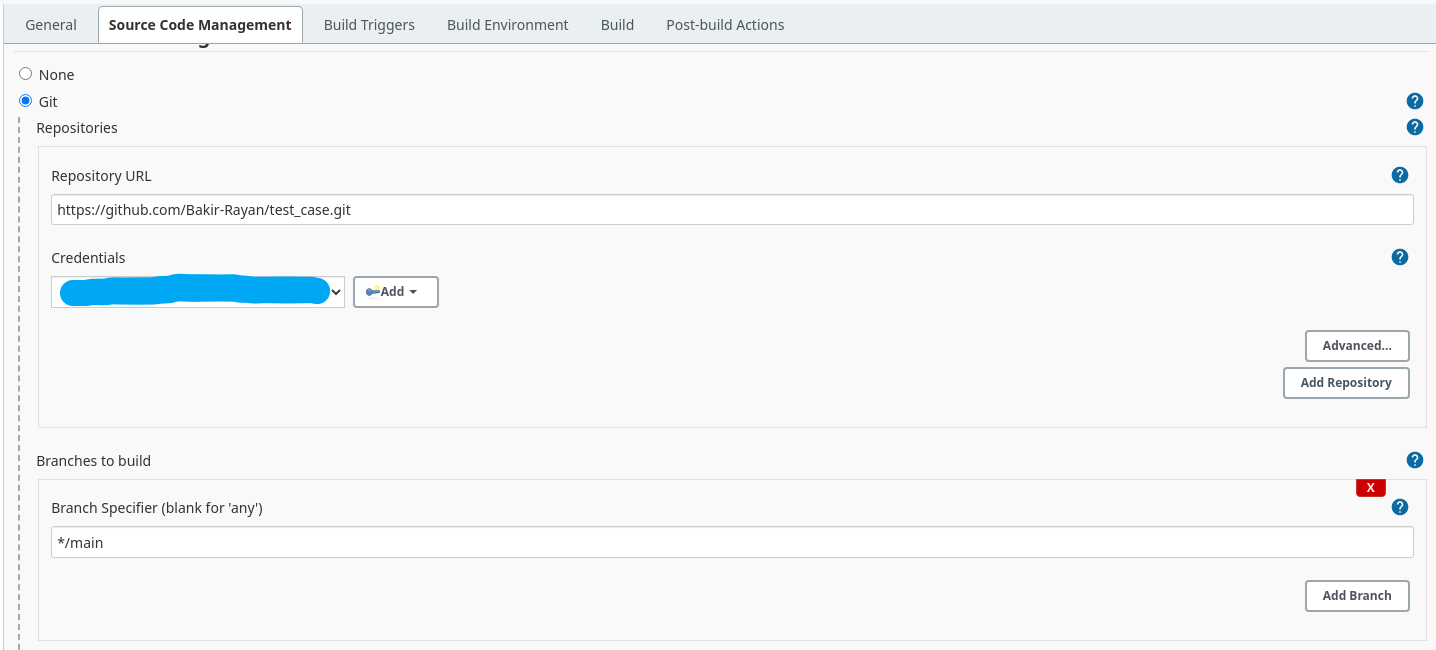 General Source Code Management Build Triggers Build Environment Build Post-build Actions
None
Git
?
Repositories
?
Repository URL
?
https://github.com/Bakir-Rayan/test_case.git
Credentials
?
Add
Advanced...
Add Repository
Branches to build
?
X
Branch Specifier (blank for 'any')
?
*/main
Add Branch